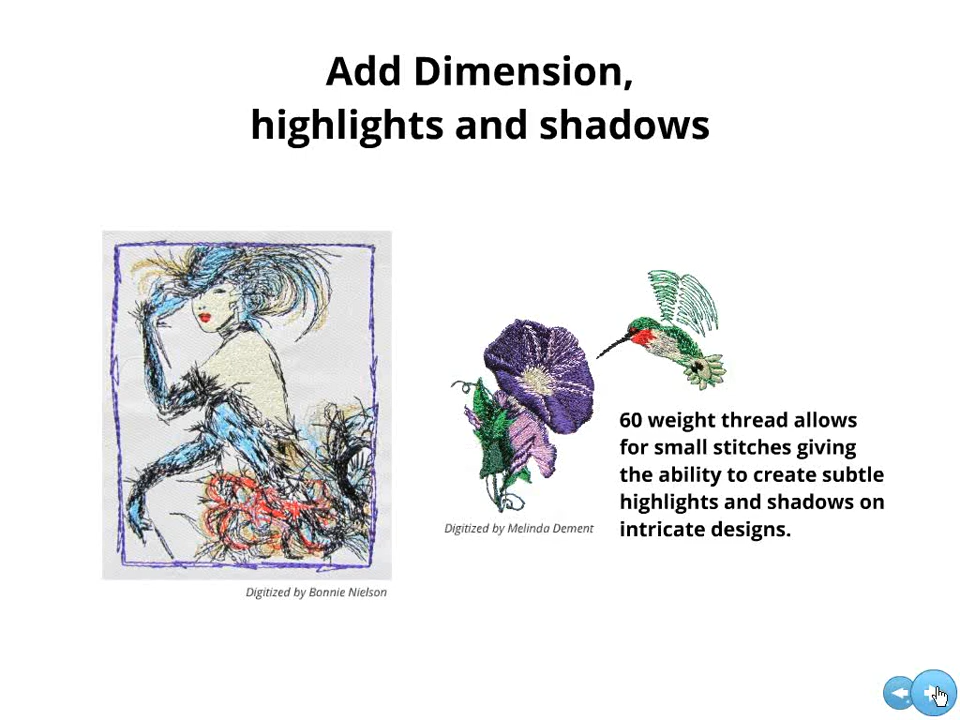 Add Dimension,
highlights and shadows
60 weight thread allows
for small stitches giving
the ability to create subtle
highlights and shadows on
intricate designs.
Digitized by Melinda Dement
Digitized by Bonnie Nielson